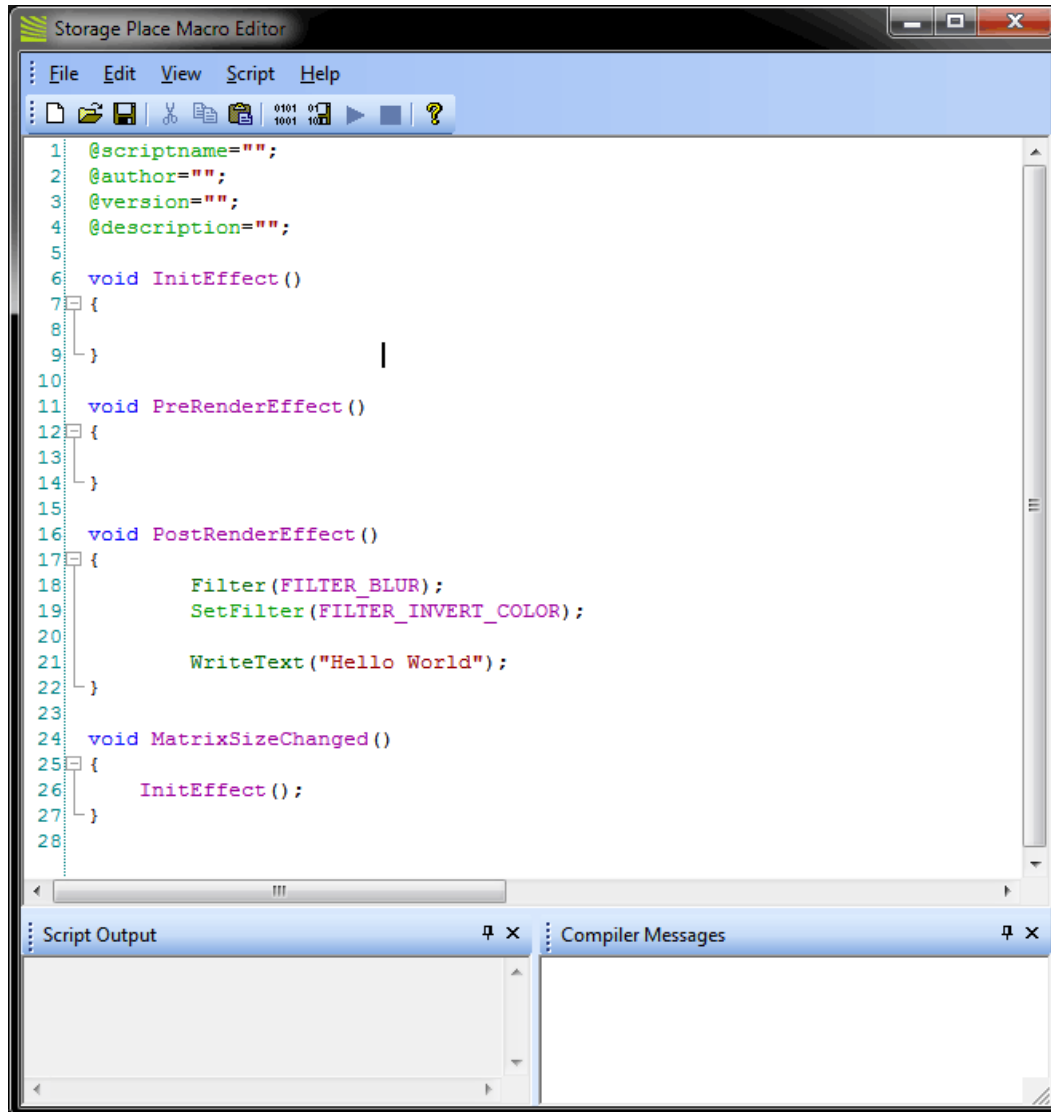 Storage Place Macro Editor
File Edit View Script Help
1 @scriptname="";
2 @author="";
3 @version="";
4 @description="";
5
6 void InitEffect()
7 {
8
9 }
10
11 void PreRenderEffect()
12 {
13
14 }
15
16 void PostRenderEffect()
17 {
18 Filter(FILTER_BLUR);
19 SetFilter(FILTER_INVERT_COLOR);
20
21 WriteText("Hello World");
22 }
23
24 void MatrixSizeChanged()
25 {
26 InitEffect();
27 }
28
Script Output
Compiler Messages